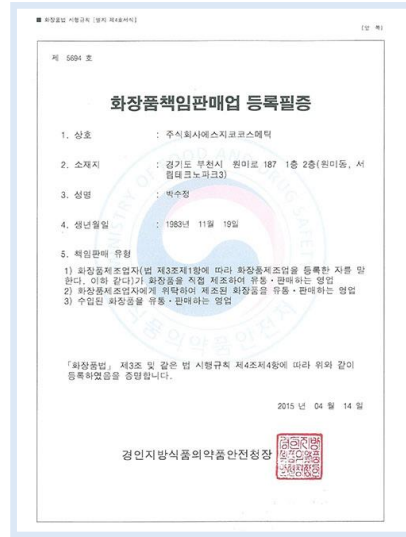 ■ 화장품법 시행규칙 [별지 제4호서식]
(앞 쪽)
제 5694 호
화장품책임판매업 등록필증
1. 상호 : 주식회사에스지코코스메틱
2. 소재지 : 경기도 부천시 원미로 187 1층 2층(원미동, 서
림테크노파크3)
3. 성명 : 박수정
4. 생년월일 : 1983년 11월 19일
5. 책임판매 유형
1) 화장품제조업자(법 제3조제1항에 따라 화장품제조업을 등록한 자를 말
한다. 이하 같다)가 화장품을 직접 제조하여 유통・판매하는 영업
2) 화장품제조업자에게 위탁하여 제조된 화장품을 유통・판매하는 영업
3) 수입된 화장품을 유통・판매하는 영업
「화장품법」 제3조 및 같은 법 시행규칙 제4조제4항에 따라 위와 같이
등록하였음을 증명합니다.
2015 년 04 월 14 일
경인지방식품의약품안전청장